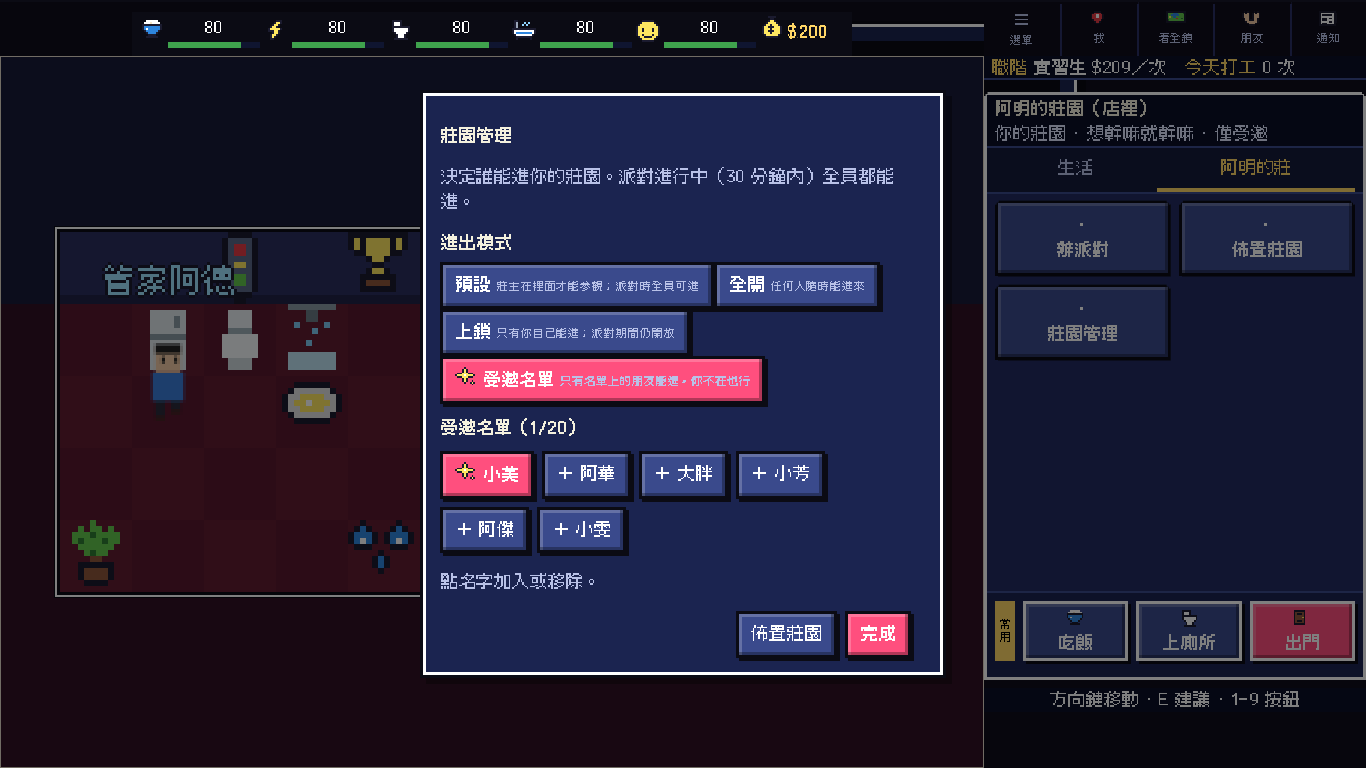 80 80 80 80 80 $200
選單 我 看全鎮 朋友 通知
職階 實習生 $209／次 今天打工 0 次
阿明的莊園（店裡）
你的莊園．想幹嘛就幹嘛．僅受邀
生活 阿明的莊
辦派對 佈置莊園
莊園管理
管家阿德
莊園管理
決定誰能進你的莊園。派對進行中（30 分鐘內）全員都能
進。
進出模式
預設 莊主在裡面才能參觀；派對時全員可進
全開 任何人隨時能進來
上鎖 只有你自己能進；派對期間仍開放
受邀名單 只有名單上的朋友能進，你不在也行
受邀名單（1/20）
小美 ＋ 阿華 ＋ 大胖 ＋ 小芳
＋ 阿傑 ＋ 小雯
點名字加入或移除。
佈置莊園 完成
常用 吃飯 上廁所 出門
方向鍵移動．E 建議．1-9 按鈕